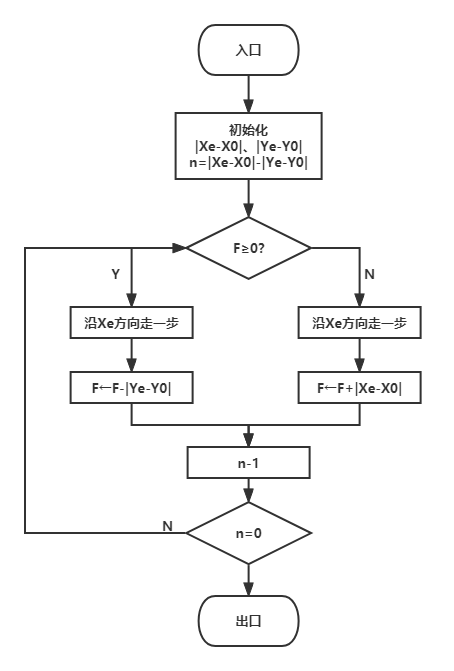 入口
初始化
|Xe-X0|、|Ye-Y0|
n=|Xe-X0|-|Ye-Y0|
F≥0?
Y
N
沿Xe方向走一步
沿Xe方向走一步
F←F-|Ye-Y0|
F←F+|Xe-X0|
n-1
N
n=0
出口